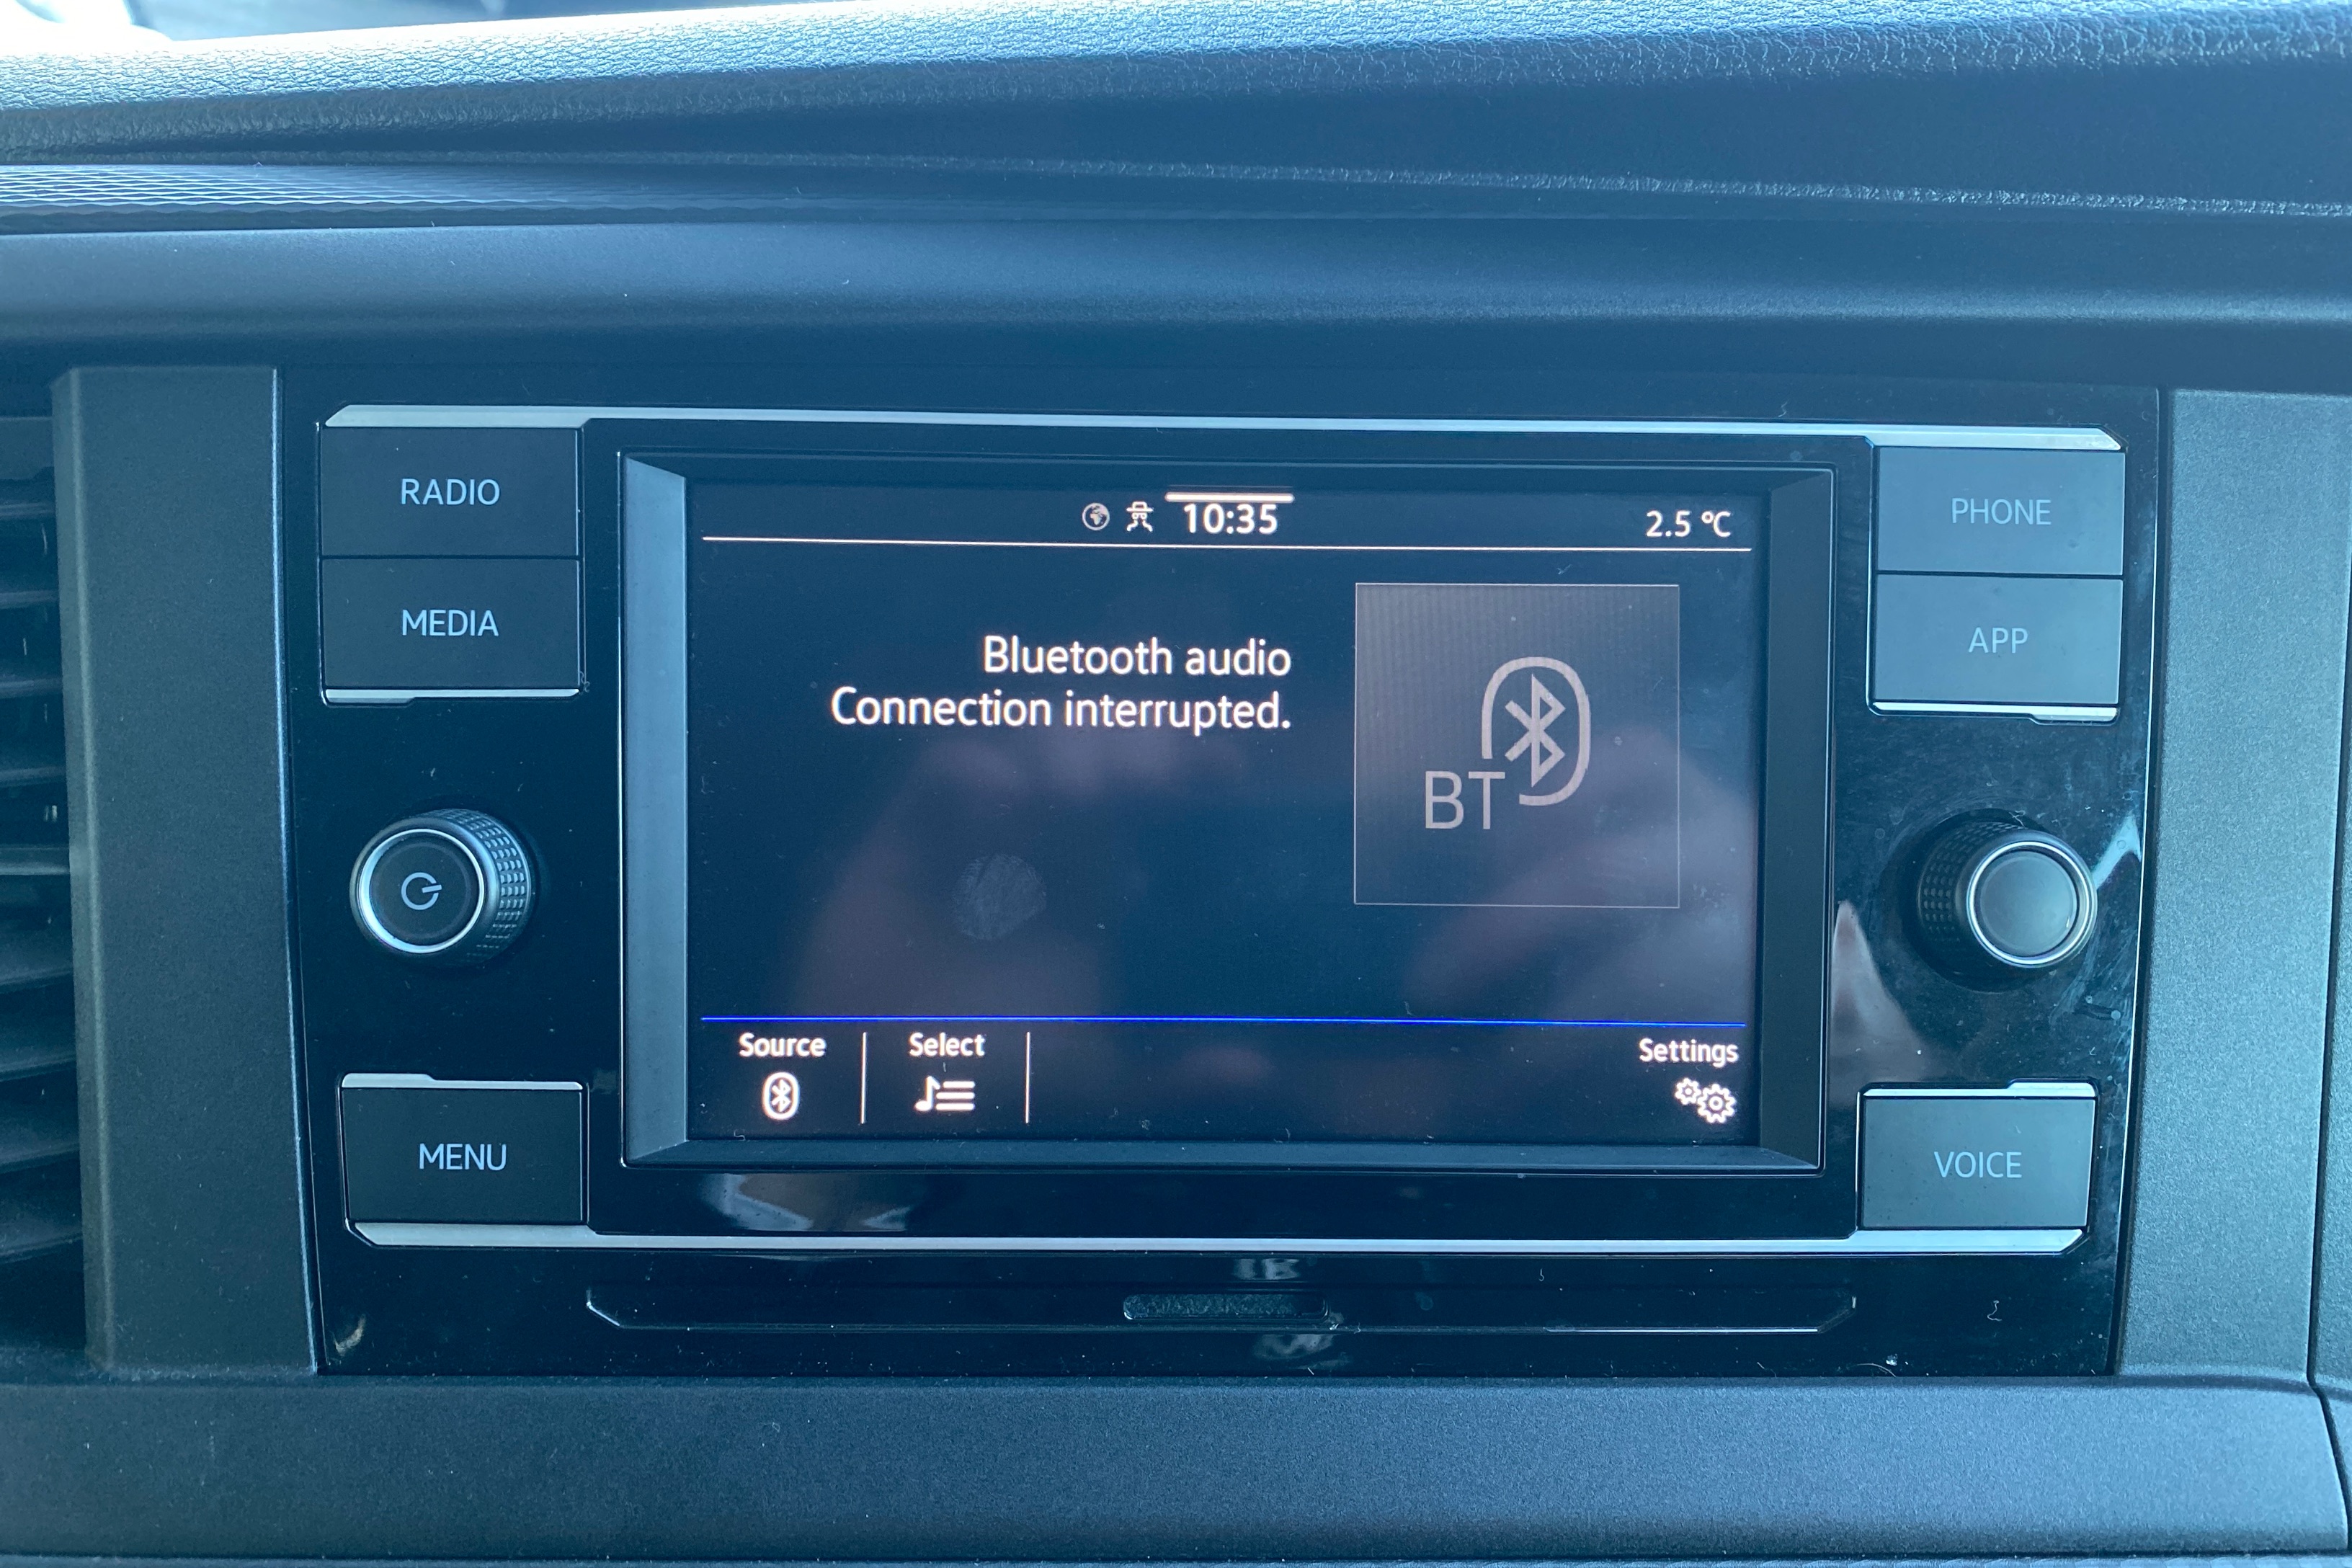 RADIO
MEDIA
MENU
10:35
2.5 °C
Bluetooth audio
Connection interrupted.
BT
Source
Select
Settings
PHONE
APP
VOICE